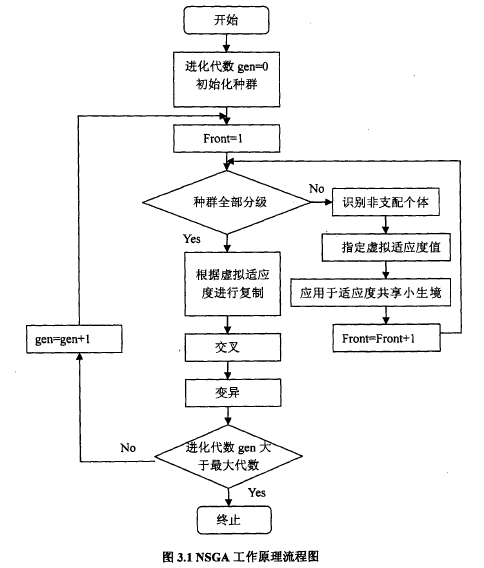 开始
进化代数 gen=0
初始化种群
Front=1
种群全部分级
No
识别非支配个体
Yes
指定虚拟适应度值
根据虚拟适应
度进行复制
应用于适应度共享小生境
gen=gen+1
交叉
Front=Front+1
变异
No
进化代数 gen 大
于最大代数
Yes
终止
图 3.1 NSGA 工作原理流程图